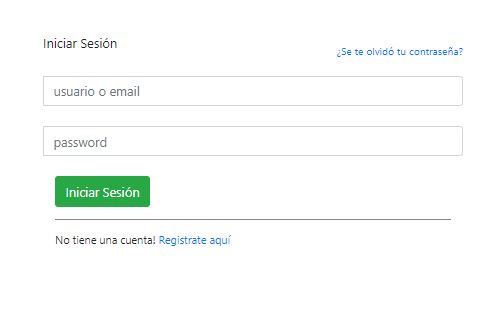 Iniciar Sesión
¿Se te olvidó tu contraseña?
usuario o email
password
Iniciar Sesión
No tiene una cuenta! Registrate aquí